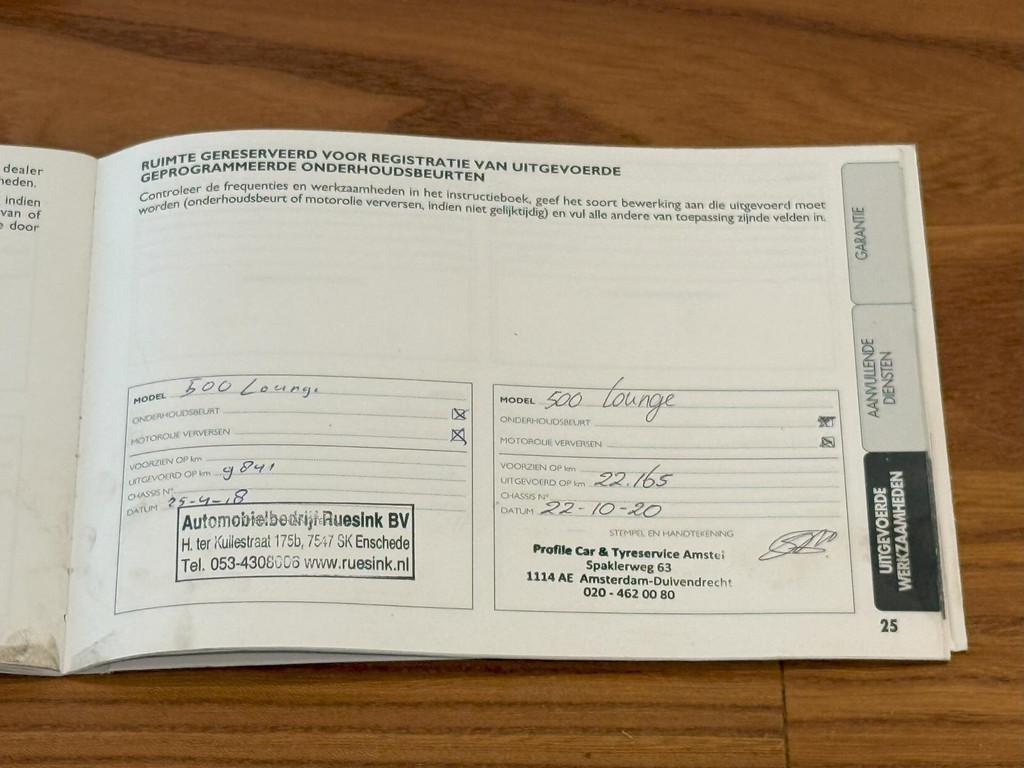 dealer
heden.
indien
van of
e door
RUIMTE GERESERVEERD VOOR REGISTRATIE VAN UITGEVOERDE
GEPROGRAMMEERDE ONDERHOUDSBEURTEN
Controleer de frequenties en werkzaamheden in het instructieboek, geef het soort bewerking aan die uitgevoerd moet
worden (onderhoudsbeurt of motorolie verversen, indien niet gelijktijdig) en vul alle andere van toepassing zijnde velden in.
MODEL 500 Lounge
ONDERHOUDSBEURT
MOTOROLIE VERVERSEN
VOORZIEN OP km
UITGEVOERD OP km 9841
CHASSIS N°
DATUM 25-4-18
Automobielbedrijf Ruesink BV
H. ter Kuilestraat 175b, 7547 SK Enschede
Tel. 053-4308006 www.ruesink.nl
MODEL 500 Lounge
ONDERHOUDSBEURT
MOTOROLIE VERVERSEN
VOORZIEN OP km
UITGEVOERD OP km 22.165
CHASSIS N°
DATUM 22-10-20
STEMPEL EN HANDTEKENING
Profile Car & Tyreservice Amstel
Spaklerweg 63
1114 AE Amsterdam-Duivendrecht
020 - 462 00 80
GARANTIE
AANVULLENDE
DIENSTEN
UITGEVOERDE
WERKZAAMHEDEN
25